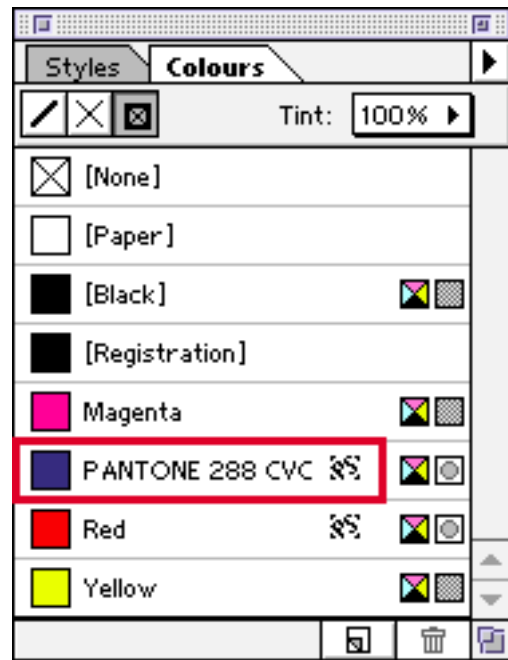 Styles Colours
Tint: 100%
[None]
[Paper]
[Black]
[Registration]
Magenta
PANTONE 288 CVC
Red
Yellow